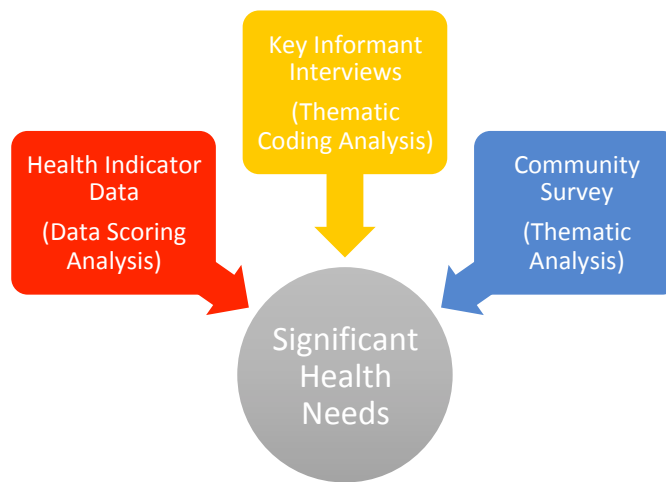 Key Informant
Interviews
(Thematic
Coding Analysis)
Health Indicator
Data
(Data Scoring
Analysis)
Community
Survey
(Thematic
Analysis)
Significant
Health
Needs